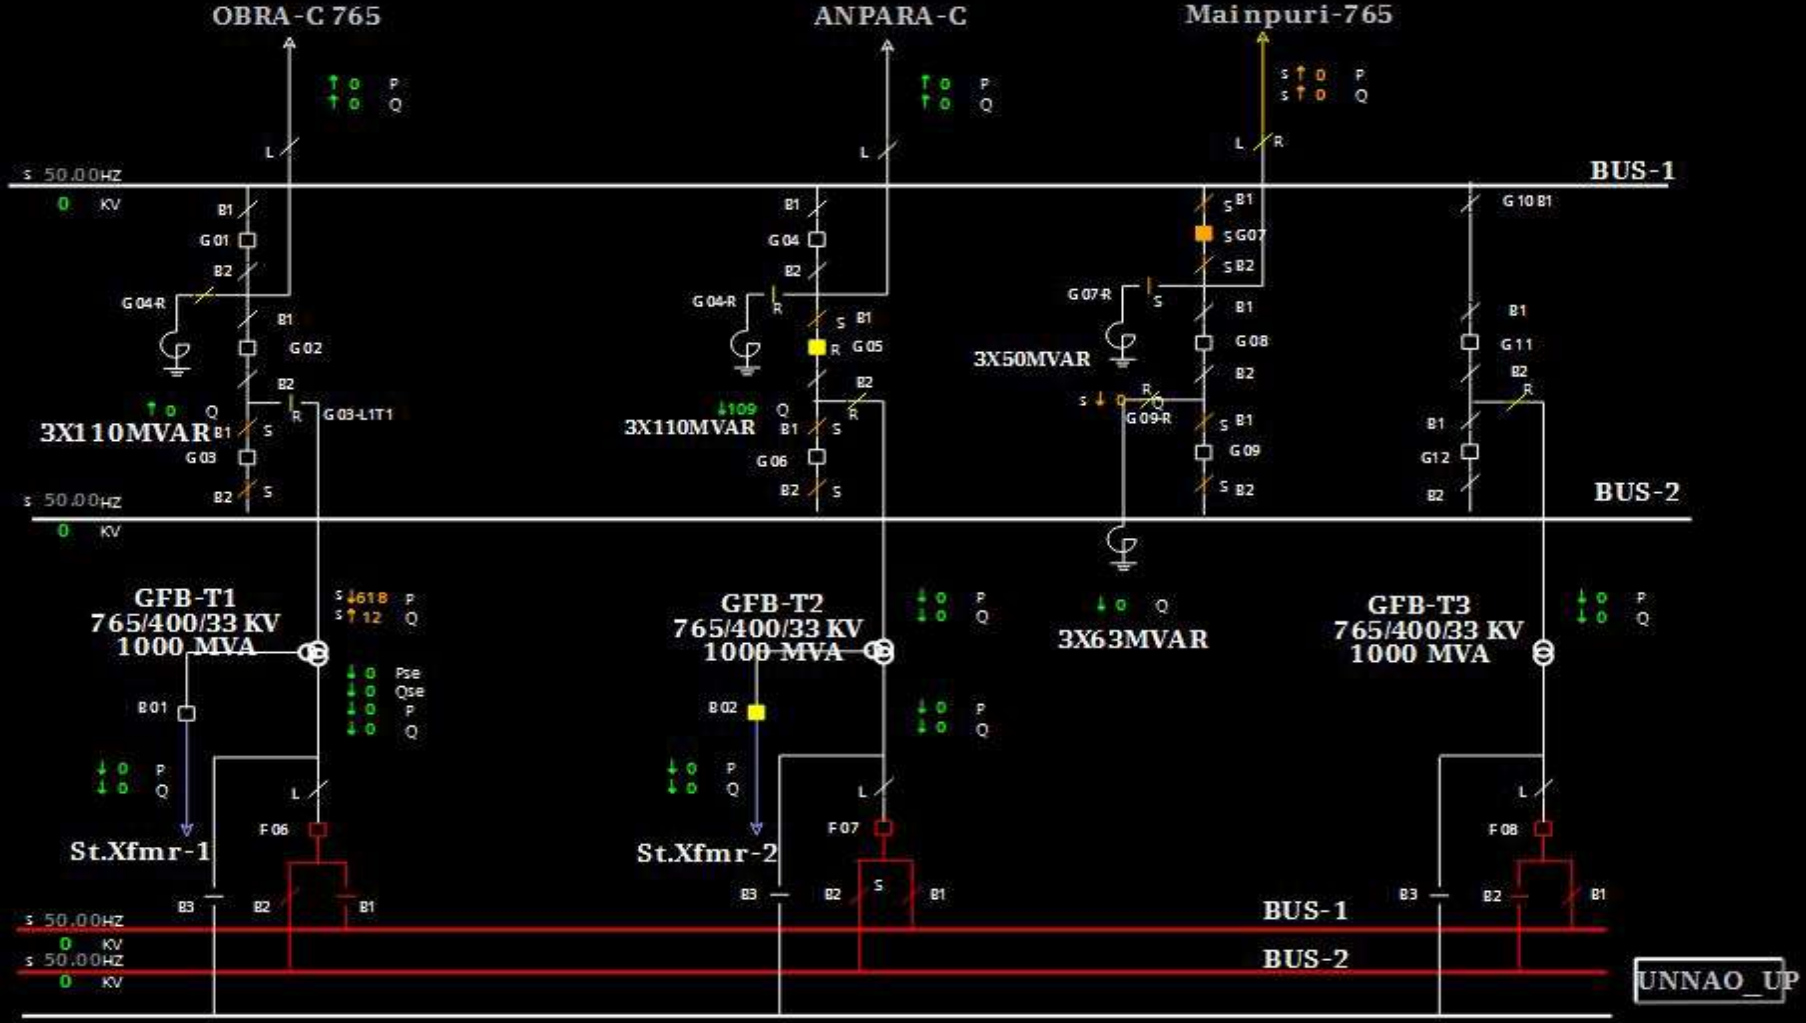 OBRA-C 765
ANPARA-C
Mainpuri-765
↑ 0 P
↑ 0 Q
↑ 0 P
↑ 0 Q
s ↑ 0 P
s ↑ 0 Q
L
L
L R
s 50.00HZ
0 KV
BUS-1
B1
G01
B2
G04-R
B1
G02
B2
↑ 0 Q
3X110MVAR
R
G03-L1T1
B1 S
G03
B2 S
B1
G04
B2
G04-R
R
S B1
R G05
B2
R
↓109 Q
3X110MVAR
B1 S
G06
B2 S
S B1
S G07
S B2
G07-R
S
3X50MVAR
B1
G08
B2
s ↓ 0 Q
R
G09-R
S B1
G09
S B2
G10B1
B1
G11
B2
R
B1
G12
B2
s 50.00HZ
0 KV
BUS-2
GFB-T1
765/400/33 KV
1000 MVA
s ↓618 P
s ↑ 12 Q
↓ 0 Pse
↓ 0 Qse
↓ 0 P
↓ 0 Q
B01
↓ 0 P
↓ 0 Q
St.Xfmr-1
L
F06
B3
B2
B1
GFB-T2
765/400/33 KV
1000 MVA
↓ 0 P
↓ 0 Q
↓ 0 P
↓ 0 Q
B02
↓ 0 P
↓ 0 Q
St.Xfmr-2
L
F07
B3
B2
S
B1
↓ 0 Q
3X63MVAR
GFB-T3
765/400/33 KV
1000 MVA
↓ 0 P
↓ 0 Q
L
F08
B3
B2
B1
s 50.00HZ
0 KV
BUS-1
s 50.00HZ
0 KV
BUS-2
UNNAO_UP